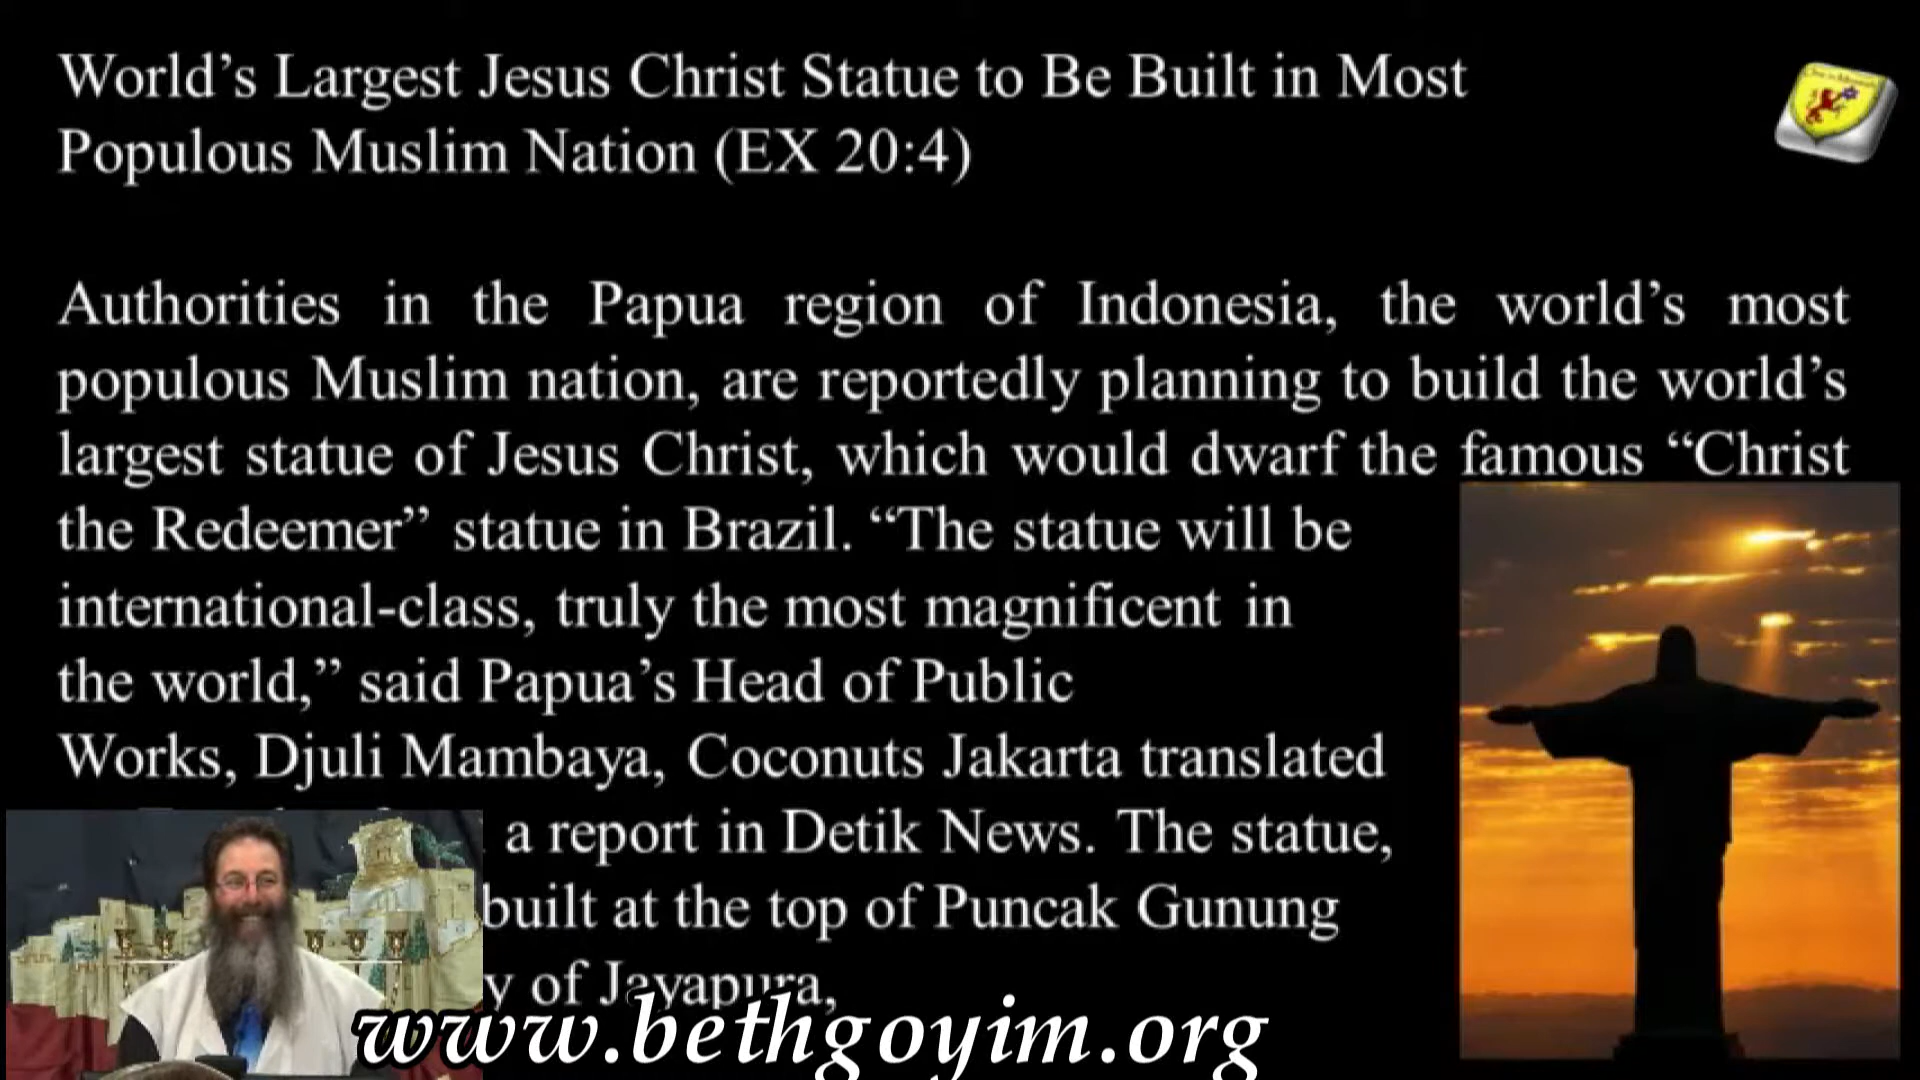 World’s Largest Jesus Christ Statue to Be Built in Most
Populous Muslim Nation (EX 20:4)
Authorities in the Papua region of Indonesia, the world’s most
populous Muslim nation, are reportedly planning to build the world’s
largest statue of Jesus Christ, which would dwarf the famous “Christ
the Redeemer” statue in Brazil. “The statue will be
international-class, truly the most magnificent in
the world,” said Papua’s Head of Public
Works, Djuli Mambaya, Coconuts Jakarta translated
a report in Detik News. The statue,
built at the top of Puncak Gunung
y of Jayapura,
www.bethgoyim.org